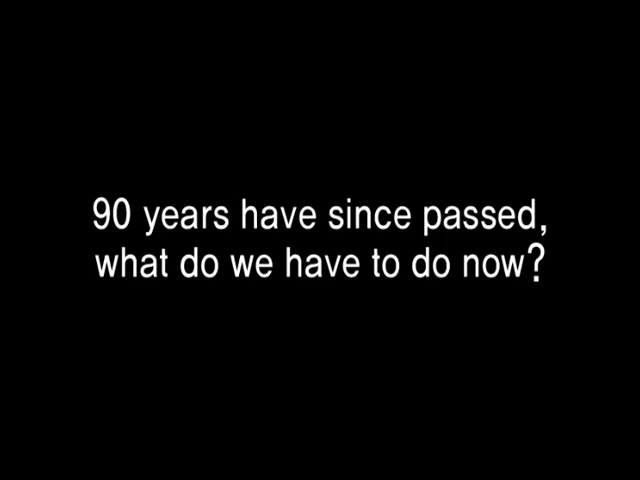 90 years have since passed,
what do we have to do now?